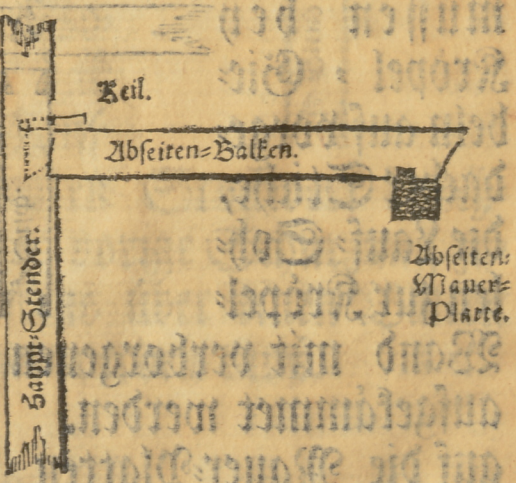 Keil.
Abseiten-Balken.
Haupt-Stender.
Abseiten-
Mauer-
Platte.